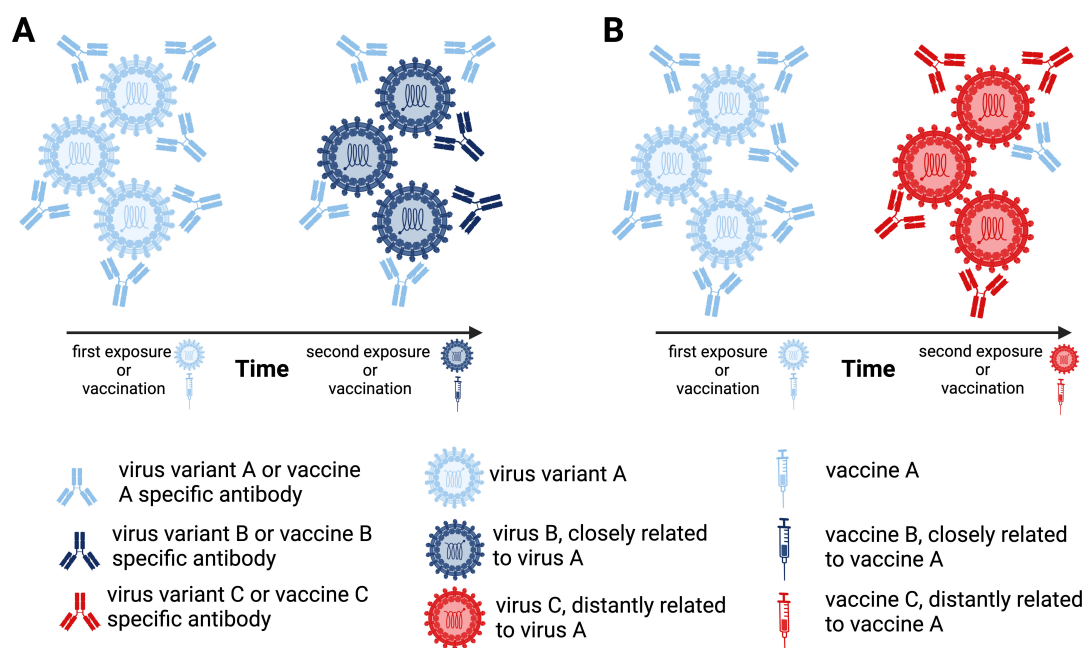 A
B
first exposure
or
vaccination
Time
second exposure
or
vaccination
first exposure
or
vaccination
Time
second exposure
or
vaccination
virus variant A or vaccine
A specific antibody
virus variant A
vaccine A
virus variant B or vaccine B
specific antibody
virus B, closely related
to virus A
vaccine B, closely related
to vaccine A
virus variant C or vaccine C
specific antibody
virus C, distantly related
to virus A
vaccine C, distantly related
to vaccine A